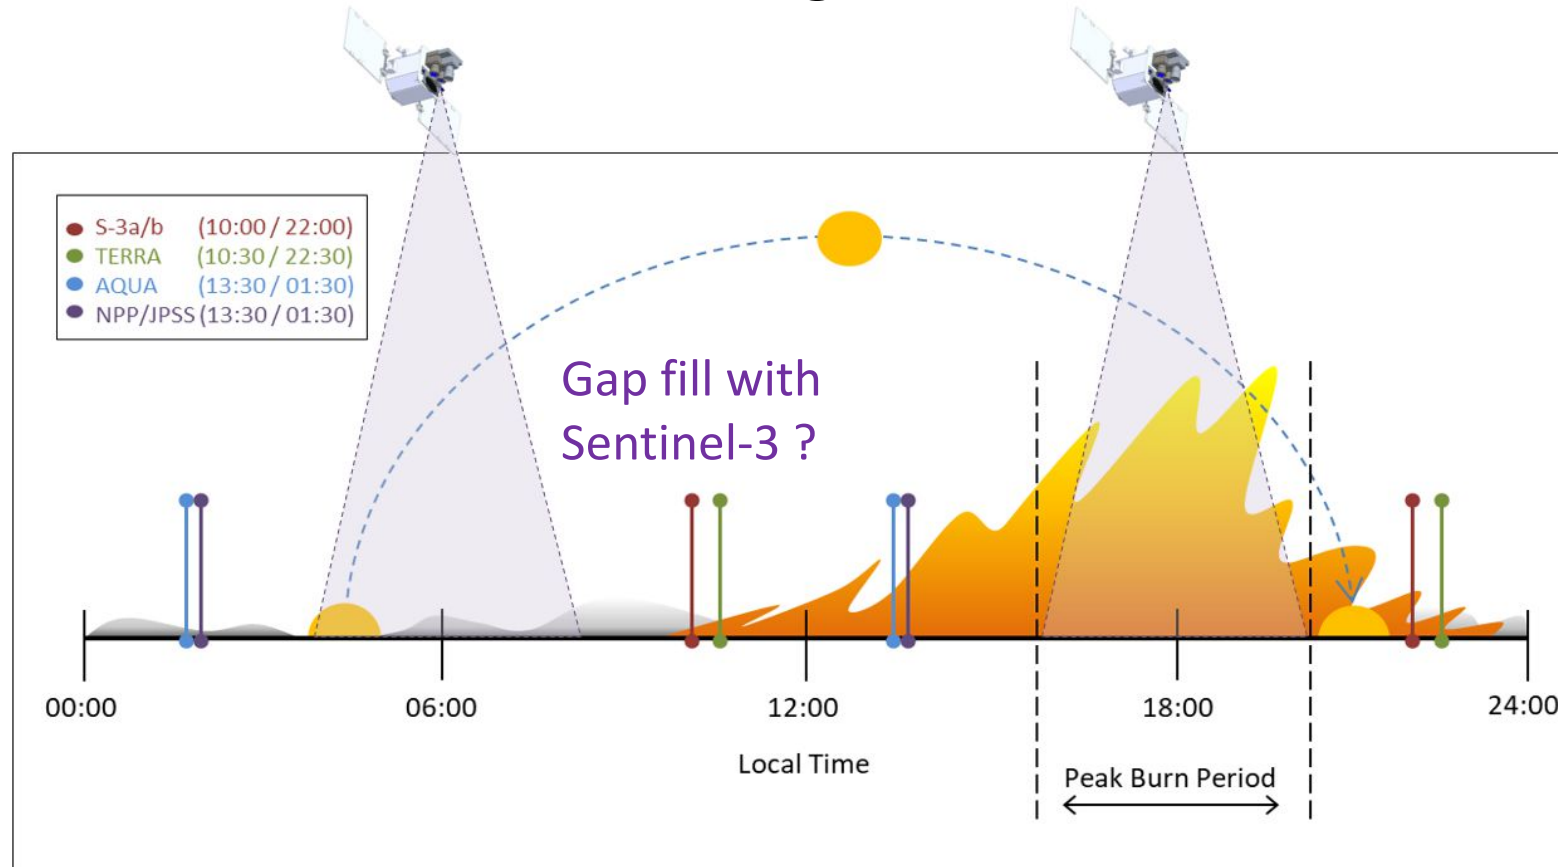 S-3a/b (10:00 / 22:00)
TERRA (10:30 / 22:30)
AQUA (13:30 / 01:30)
NPP/JPSS (13:30 / 01:30)
Gap fill with
Sentinel-3 ?
00:00 06:00 12:00 18:00 24:00
Local Time
Peak Burn Period